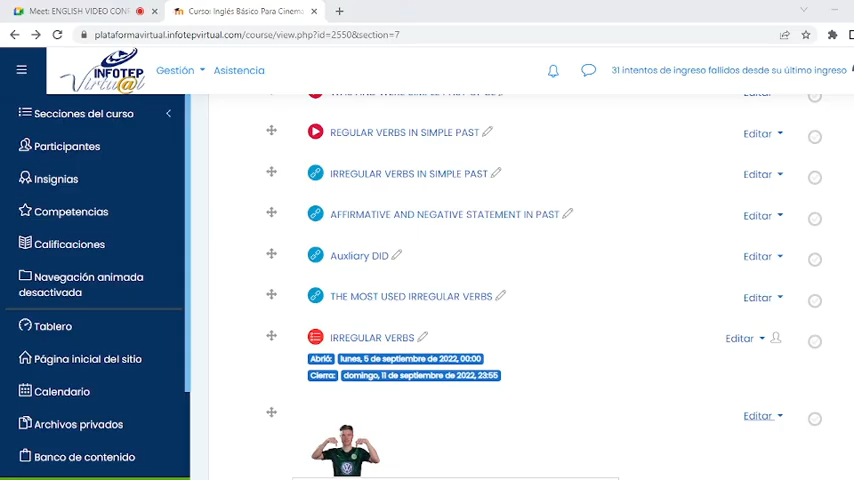 Meet: ENGLISH VIDEO CONF
Curso: Inglés Básico Para Cinema
plataformavirtual.infotepvirtual.com/course/view.php?id=2550&section=7
INFOTEP
Virtu@l
Gestión
Asistencia
31 intentos de ingreso fallidos desde su último ingreso
Secciones del curso
Participantes
Insignias
Competencias
Calificaciones
Navegación animada
desactivada
Tablero
Página inicial del sitio
Calendario
Archivos privados
Banco de contenido
Editar
REGULAR VERBS IN SIMPLE PAST
Editar
IRREGULAR VERBS IN SIMPLE PAST
Editar
AFFIRMATIVE AND NEGATIVE STATEMENT IN PAST
Editar
Auxliary DID
Editar
THE MOST USED IRREGULAR VERBS
Editar
IRREGULAR VERBS
Editar
Abrió: lunes, 5 de septiembre de 2022, 00:00
Cierra: domingo, 11 de septiembre de 2022, 23:55
Editar